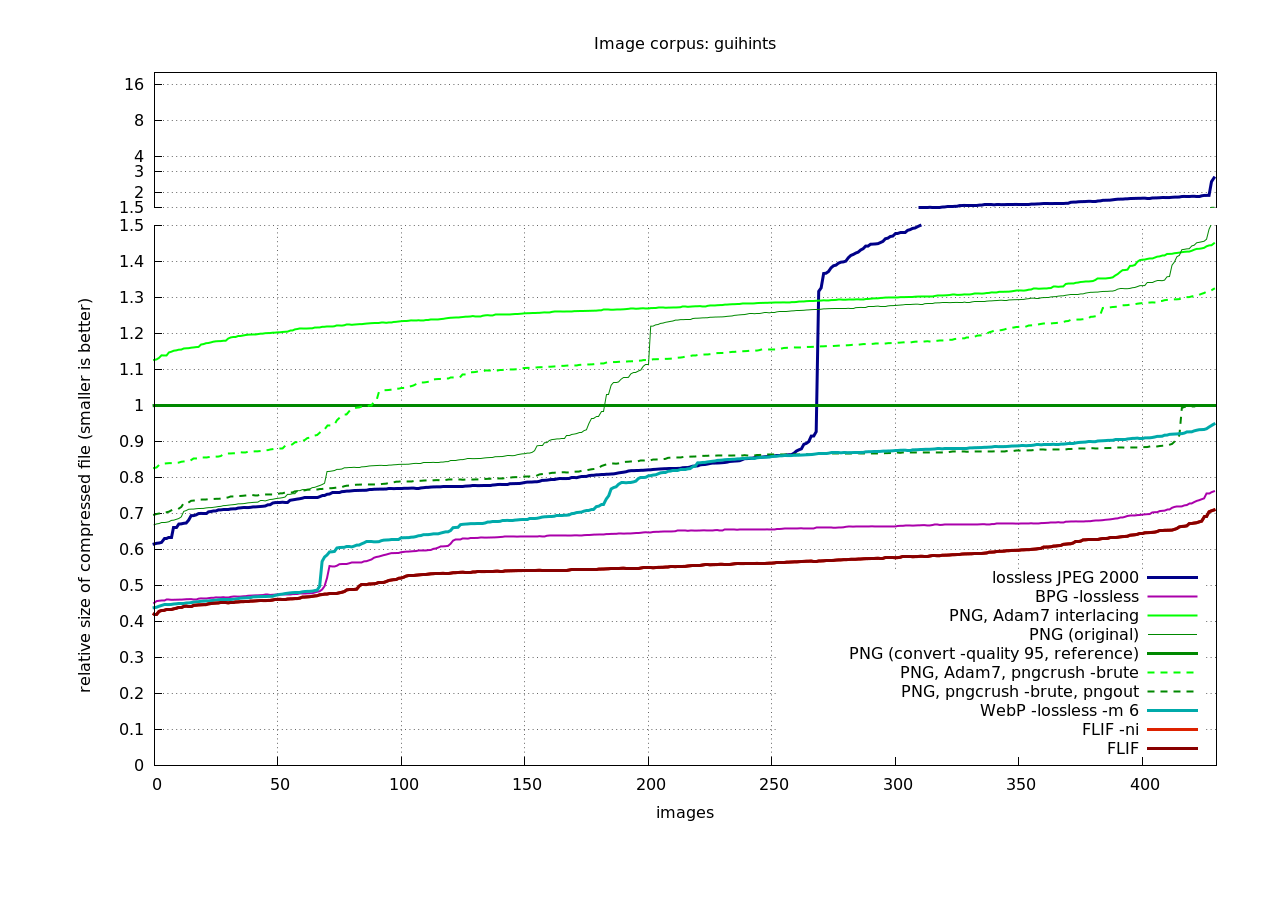 Image corpus: guihints
16
8
4
3
2
1.5
1.5
1.4
1.3
1.2
1.1
1
0.9
0.8
0.7
0.6
0.5
0.4
0.3
0.2
0.1
0
relative size of compressed file (smaller is better)
lossless JPEG 2000
BPG -lossless
PNG, Adam7 interlacing
PNG (original)
PNG (convert -quality 95, reference)
PNG, Adam7, pngcrush -brute
PNG, pngcrush -brute, pngout
WebP -lossless -m 6
FLIF -ni
FLIF
0 50 100 150 200 250 300 350 400
images